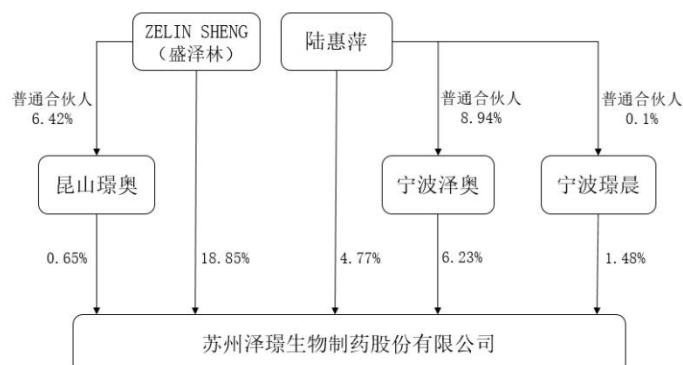 ZELIN SHENG
（盛泽林）
陆惠萍
普通合伙人
6.42%
普通合伙人
8.94%
普通合伙人
0.1%
昆山璟奥
宁波泽奥
宁波璟晨
0.65%
18.85%
4.77%
6.23%
1.48%
苏州泽璟生物制药股份有限公司